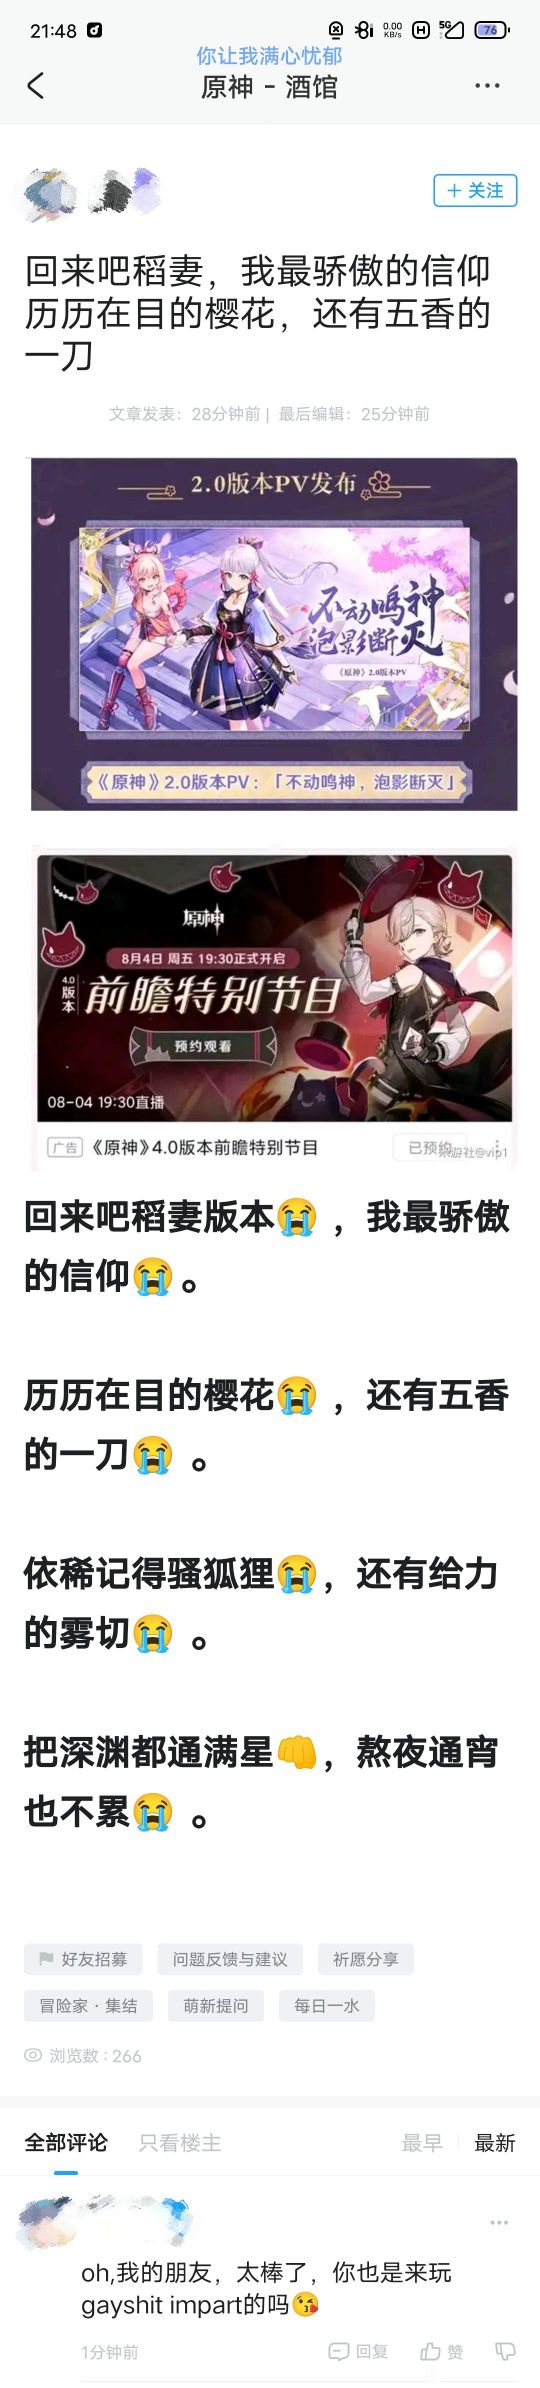 21:48
0.00
KB/s
5G
76
你让我满心忧郁
原神 - 酒馆
+ 关注
回来吧稻妻，我最骄傲的信仰
历历在目的樱花，还有五香的
一刀
文章发表：28分钟前 | 最后编辑：25分钟前
2.0版本PV发布
不动鸣神
泡影断灭
《原神》2.0版本PV
《原神》2.0版本PV：「不动鸣神，泡影断灭」
原神
8月4日 周五 19:30正式开启
4.0版本
前瞻特别节目
预约观看
08-04 19:30直播
广告
《原神》4.0版本前瞻特别节目
已预约
游社@vip1
回来吧稻妻版本😭 ，我最骄傲
的信仰😭 。
历历在目的樱花😭 ，还有五香
的一刀😭 。
依稀记得骚狐狸😭，还有给力
的雾切😭 。
把深渊都通满星👊，熬夜通宵
也不累😭 。
好友招募
问题反馈与建议
祈愿分享
冒险家·集结
萌新提问
每日一水
浏览数：266
全部评论
只看楼主
最早
最新
oh,我的朋友，太棒了，你也是来玩
gayshit impart的吗😘
1分钟前
回复
赞